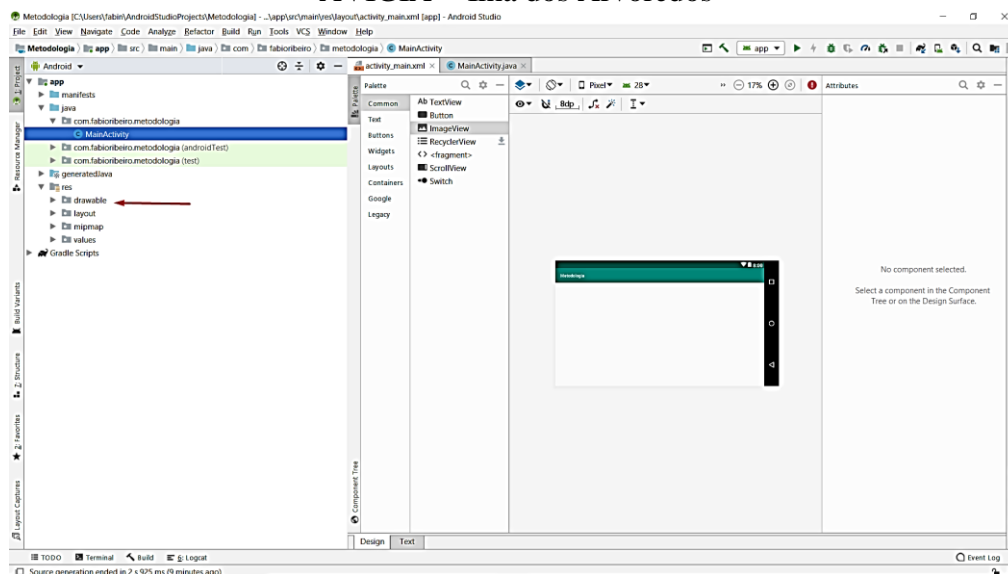 Metodologia [C:\Users\fabiri\AndroidStudioProjects\Metodologia] - ...\app\src\main\res\layout\activity_main.xml [app] - Android Studio
File Edit View Navigate Code Analyze Refactor Build Run Tools VCS Window Help
Metodologia app src main java com fabioribeiro metodologia MainActivity
app
Android
activity_main.xml
MainActivity.java
1: Project
Resource Manager
Build Variants
Z: Structure
2: Favorites
Layout Captures
app
manifests
java
com.fabioribeiro.metodologia
MainActivity
com.fabioribeiro.metodologia (androidTest)
com.fabioribeiro.metodologia (test)
generatedJava
res
drawable
layout
mipmap
values
Gradle Scripts
Palette
Palette
Common
Text
Buttons
Widgets
Layouts
Containers
Google
Legacy
Ab TextView
Button
ImageView
RecyclerView
<> <fragment>
ScrollView
Switch
Component Tree
Pixel 28
17%
8dp
Metodologia
8:00
Attributes
No component selected.
Select a component in the Component
Tree or on the Design Surface.
Design Text
TODO Terminal Build 6: Logcat
Event Log
Source generation ended in 2 s 925 ms (9 minutes ago)